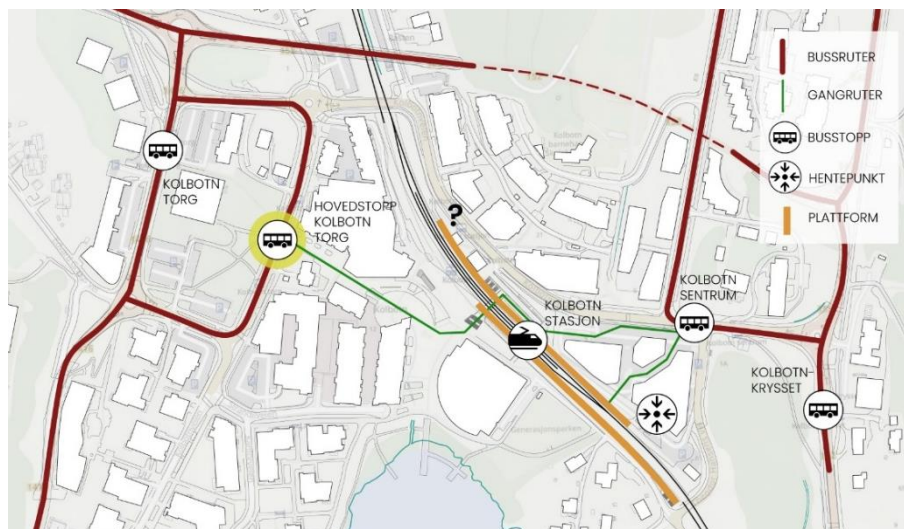 BUSSRUTER
GANGRUTER
BUSSTOPP
HENTEPUNKT
PLATTFORM
KOLBOTN
TORG
HOVEDSTOPP
KOLBOTN
TORG
?
KOLBOTN
STASJON
KOLBOTN
SENTRUM
KOLBOTN-
KRYSSET